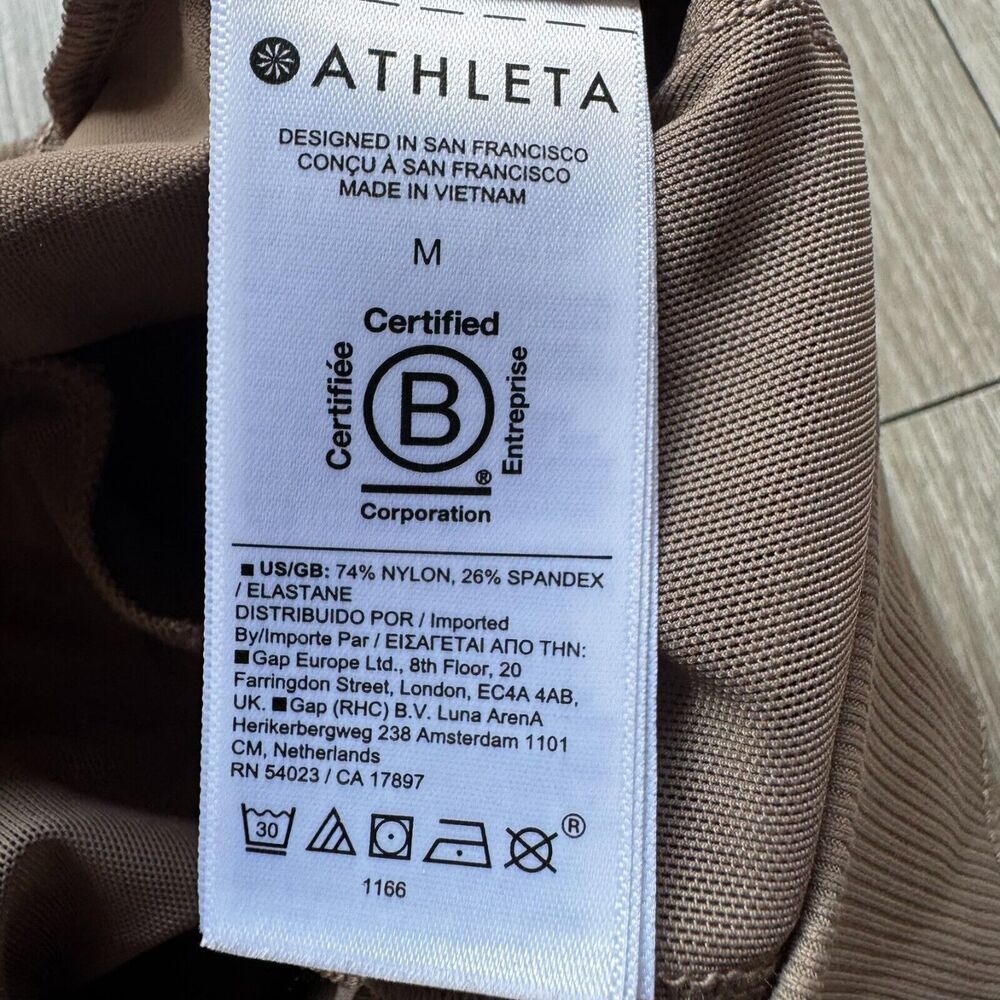 ATHLETA
DESIGNED IN SAN FRANCISCO
CONÇU À SAN FRANCISCO
MADE IN VIETNAM
M
Certified
Certifiée
B
Entreprise
®
Corporation
■ US/GB: 74% NYLON, 26% SPANDEX
/ ELASTANE
DISTRIBUIDO POR / Imported
By/Importe Par / ΕΙΣΑΓΕΤΑΙ ΑΠΟ ΤΗΝ:
■ Gap Europe Ltd., 8th Floor, 20
Farringdon Street, London, EC4A 4AB,
UK. ■ Gap (RHC) B.V. Luna ArenA
Herikerbergweg 238 Amsterdam 1101
CM, Netherlands
RN 54023 / CA 17897
30 ®
1166